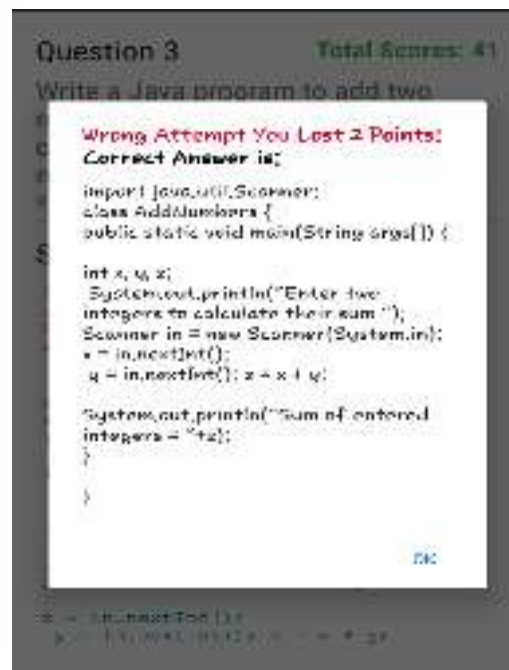 Question 3 Total Scores: 41
Write a Java program to add two
Wrong Attempt You Lost 2 Points!
Correct Answer is:
import java.util.Scanner;
class AddNumbers {
public static void main(String args[]) {
int x, y, z;
System.out.println("Enter two
integers to calculate their sum ");
Scanner in = new Scanner(System.in);
x = in.nextInt();
y = in.nextInt(); z = x + y;
System.out.println("Sum of entered
integers = "+z);
}
}
OK
x = in.nextInt();